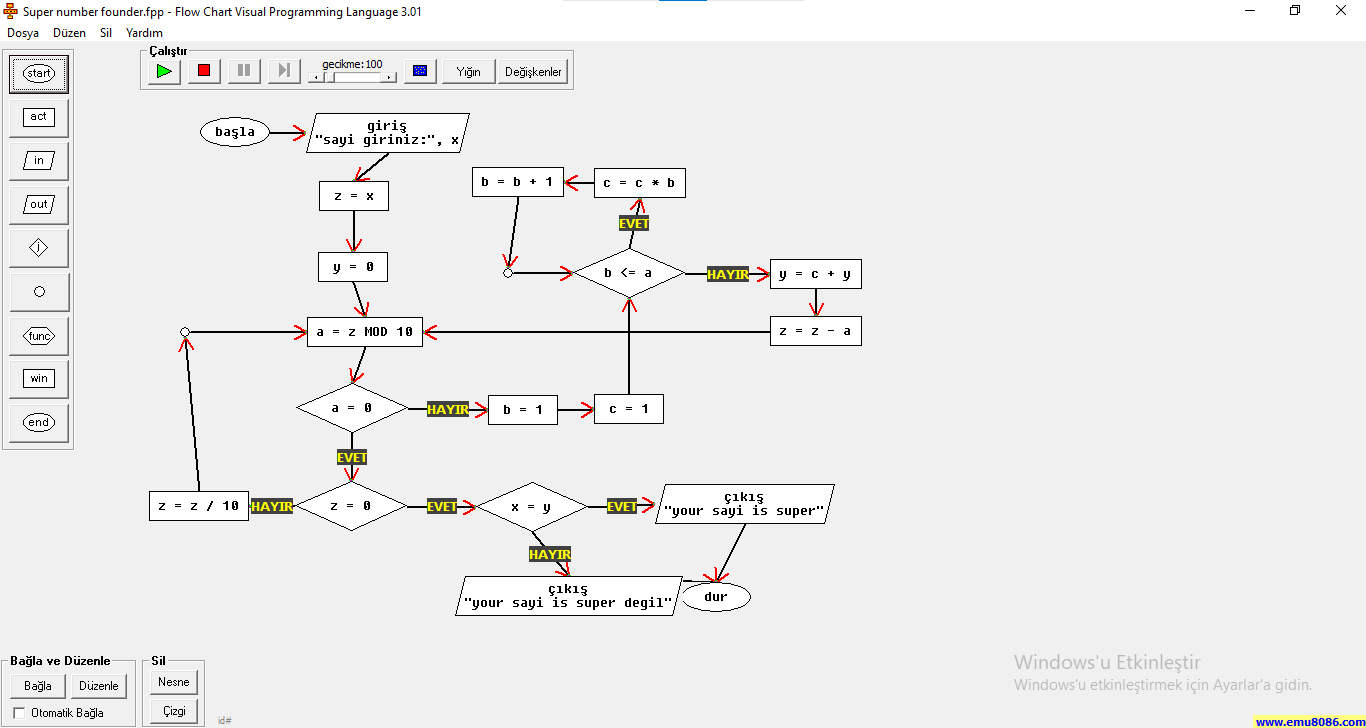 Super number founder.fpp - Flow Chart Visual Programming Language 3.01
Dosya Düzen Sil Yardım
Çalıştır
gecikme:100
Yığın
Değişkenler
start
act
in
out
j
func
win
end
başla
giriş
"sayi giriniz:", x
z = x
y = 0
a = z MOD 10
a = 0
HAYIR
b = 1
c = 1
b = b + 1
c = c * b
EVET
b <= a
HAYIR
y = c + y
z = z - a
EVET
z = z / 10
HAYIR
z = 0
EVET
x = y
EVET
çıkış
"your sayi is super"
HAYIR
çıkış
"your sayi is super degil"
dur
Bağla ve Düzenle
Bağla
Düzenle
Otomatik Bağla
Sil
Nesne
Çizgi
id#
Windows'u Etkinleştir
Windows'u etkinleştirmek için Ayarlar'a gidin.
www.emu8086.com